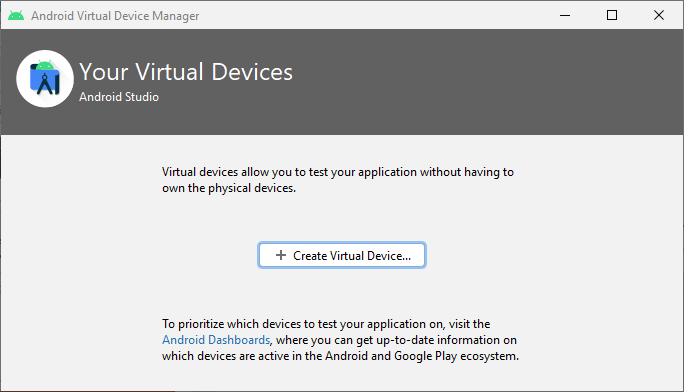 Android Virtual Device Manager
Your Virtual Devices
Android Studio
Virtual devices allow you to test your application without having to
own the physical devices.
+ Create Virtual Device...
To prioritize which devices to test your application on, visit the
Android Dashboards, where you can get up-to-date information on
which devices are active in the Android and Google Play ecosystem.